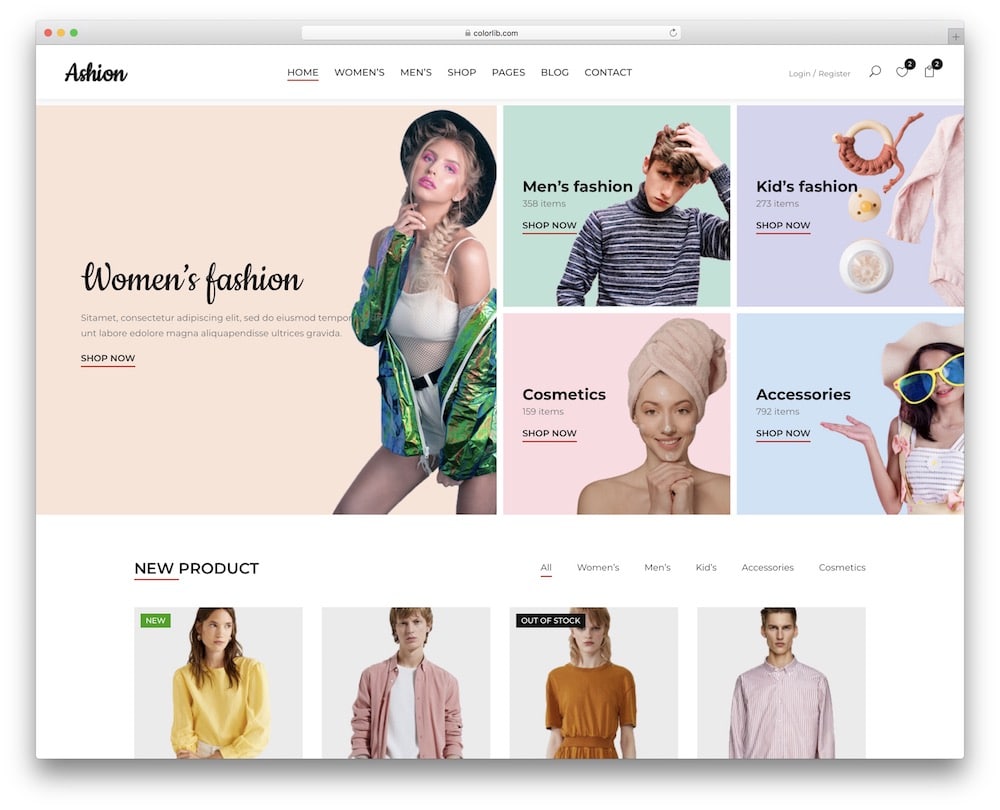 colorlib.com
Ashion
HOME WOMEN'S MEN'S SHOP PAGES BLOG CONTACT
Login / Register
2
2
Women's fashion
Sitamet, consectetur adipiscing elit, sed do eiusmod tempor
unt labore edolore magna aliquapendisse ultrices gravida.
SHOP NOW
Men's fashion
358 items
SHOP NOW
Kid's fashion
273 items
SHOP NOW
Cosmetics
159 items
SHOP NOW
Accessories
792 items
SHOP NOW
NEW PRODUCT
All Women's Men's Kid's Accessories Cosmetics
NEW
OUT OF STOCK